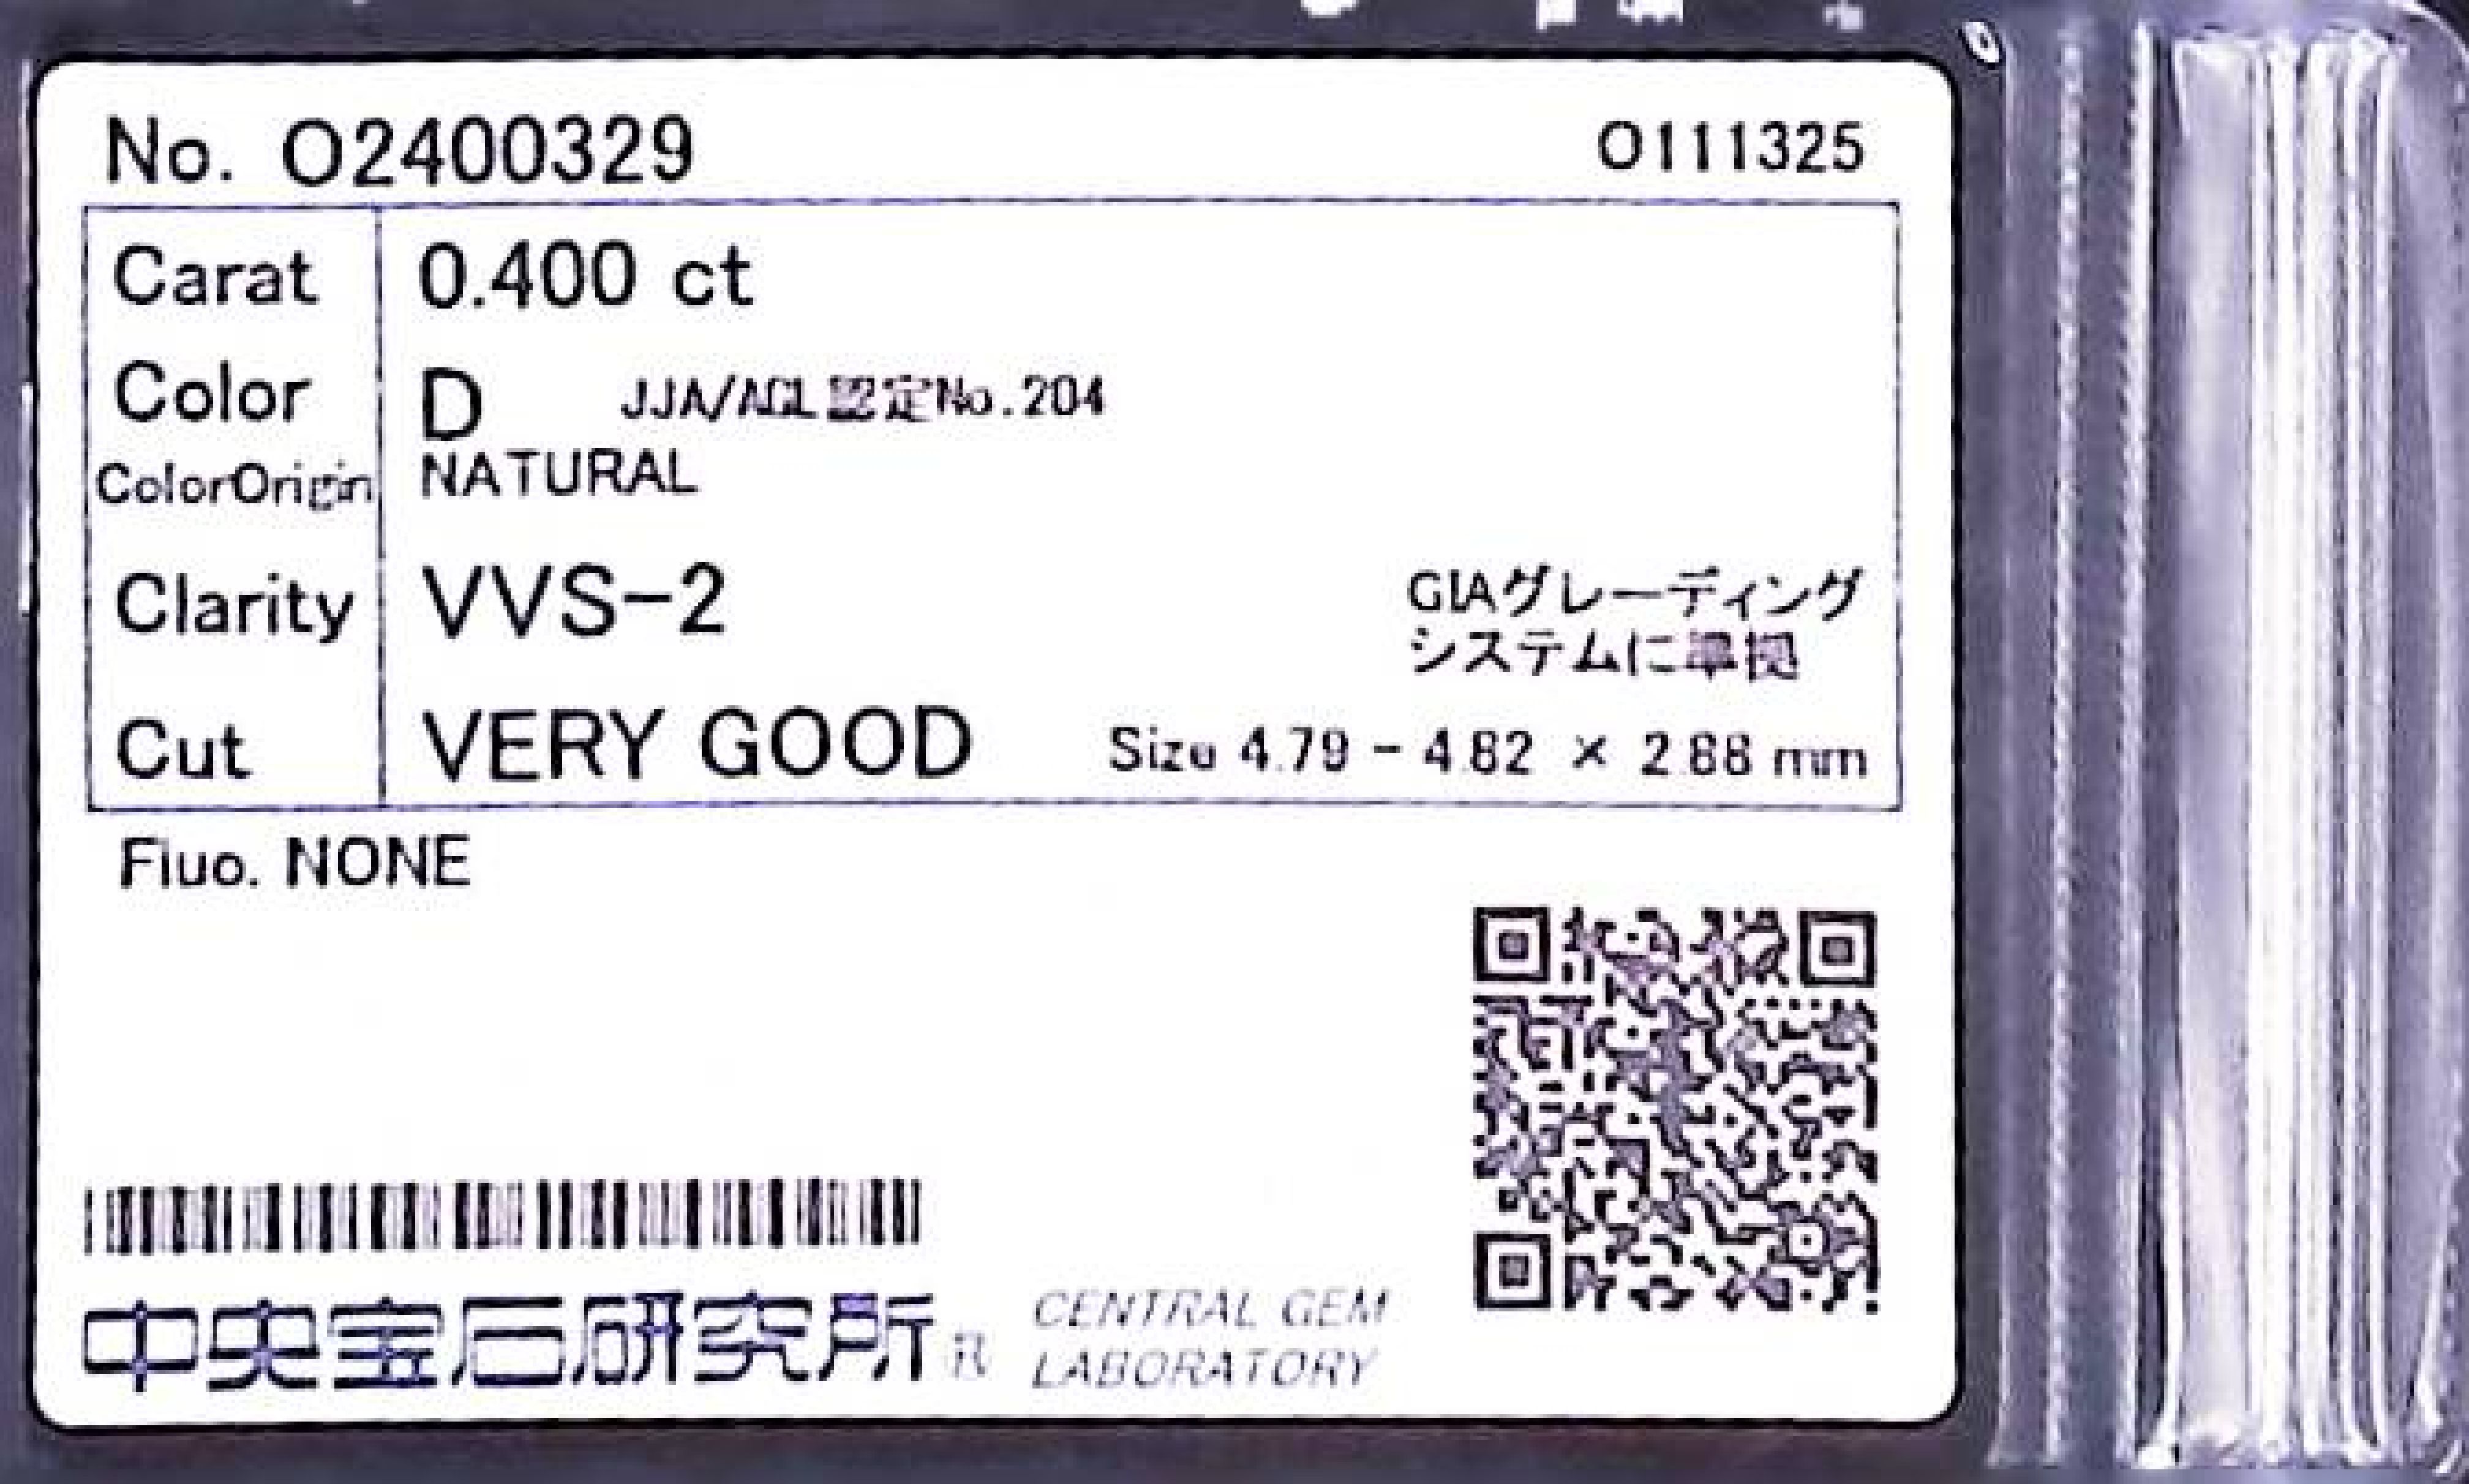 No. O2400329
O111325
Carat 0.400 ct
Color D JJA/AGL認定No.204
ColorOrigin NATURAL
Clarity VVS-2
GIAグレーディング
システムに準拠
Cut VERY GOOD Size 4.79 - 4.82 × 2.88 mm
Fluo. NONE
中央宝石研究所
CENTRAL GEM
LABORATORY